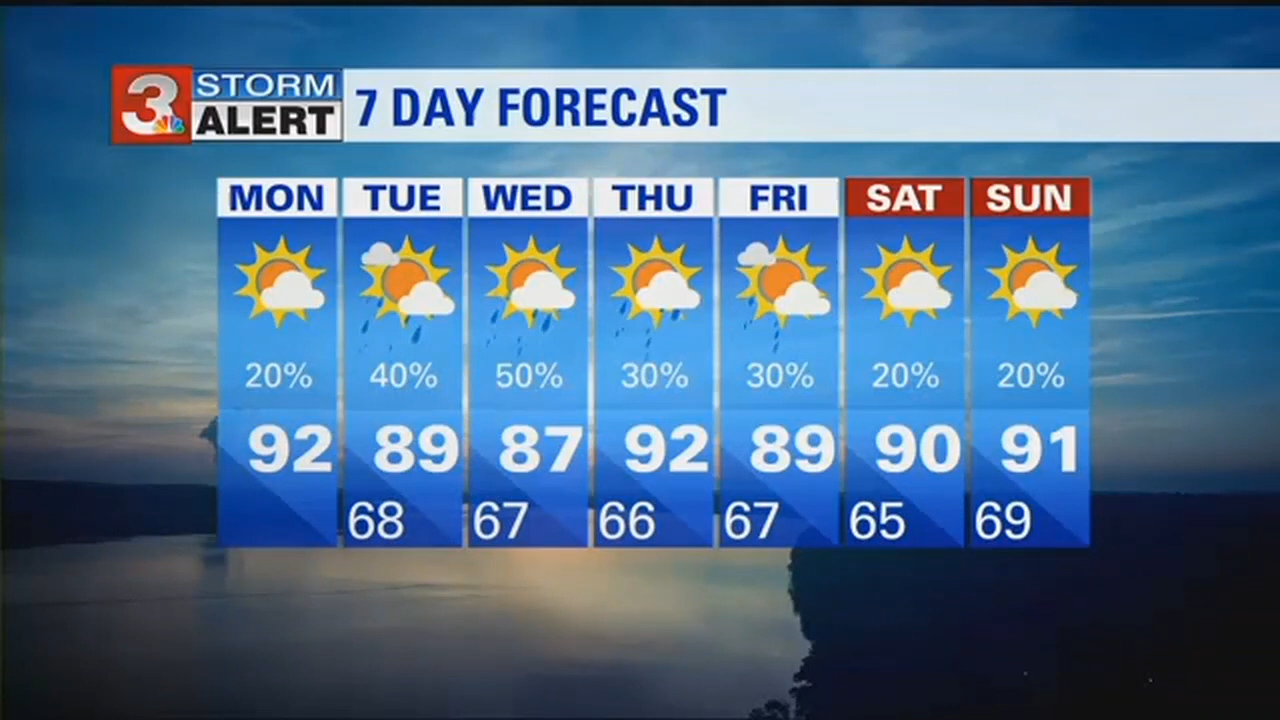 3 STORM ALERT
7 DAY FORECAST
MON TUE WED THU FRI SAT SUN
20% 40% 50% 30% 30% 20% 20%
92 89 87 92 89 90 91
68 67 66 67 65 69